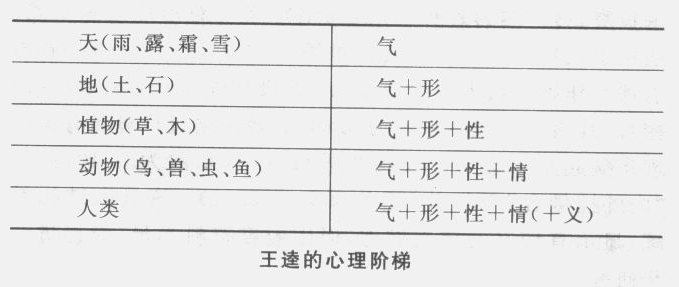 天(雨、露、霜、雪) 气
地(土、石) 气+形
植物(草、木) 气+形+性
动物(鸟、兽、虫、鱼) 气+形+性+情
人类 气+形+性+情(+义)
王逵的心理阶梯